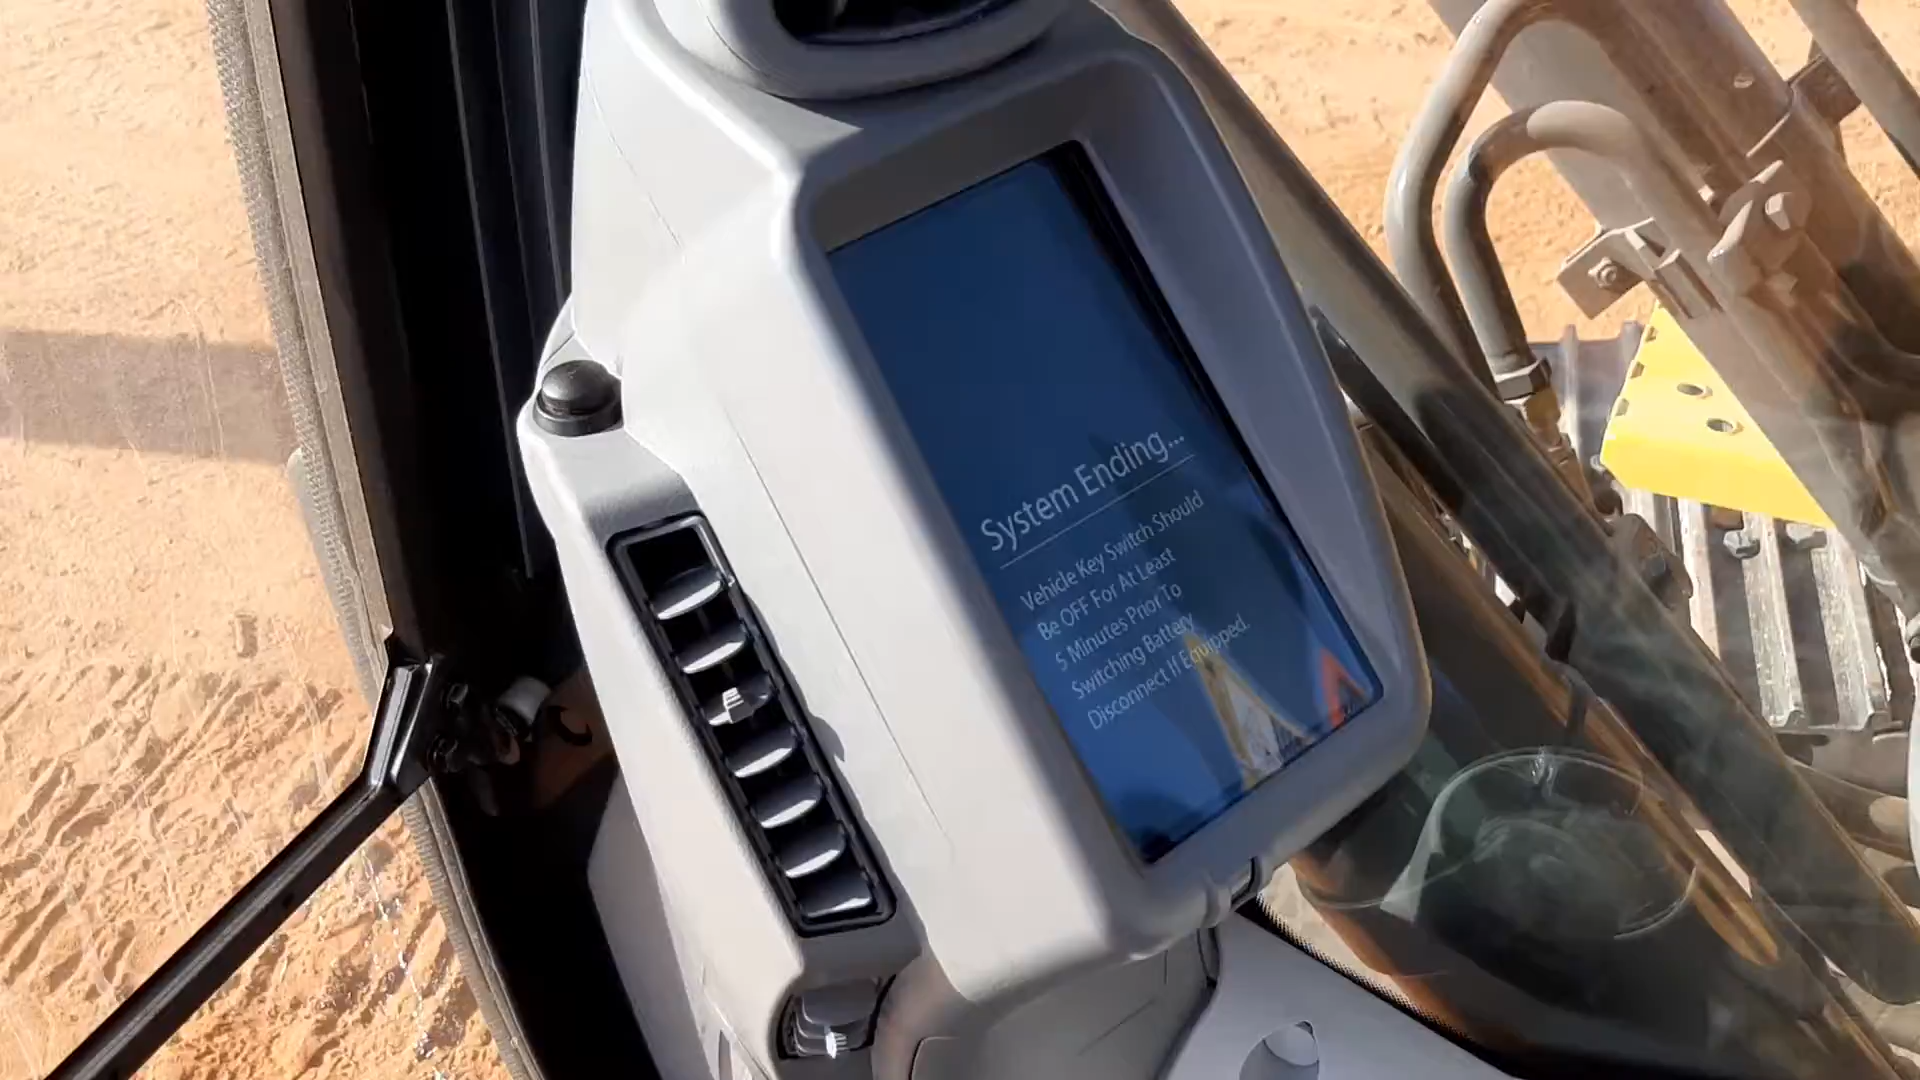 System Ending...
Vehicle Key Switch Should
Be OFF For At Least
5 Minutes Prior To
Switching Battery
Disconnect If Equipped.